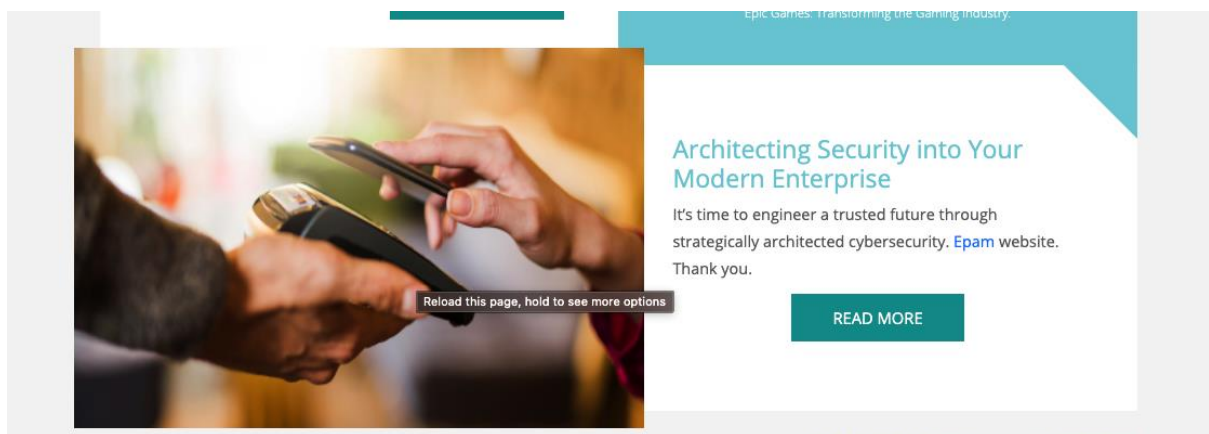 Epic Games. Transforming the Gaming Industry.
Architecting Security into Your
Modern Enterprise
It's time to engineer a trusted future through
strategically architected cybersecurity. Epam website.
Thank you.
Reload this page, hold to see more options
READ MORE